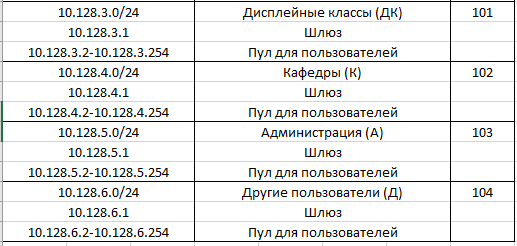 10.128.3.0/24 Дисплейные классы (ДК) 101
10.128.3.1 Шлюз
10.128.3.2-10.128.3.254 Пул для пользователей
10.128.4.0/24 Кафедры (К) 102
10.128.4.1 Шлюз
10.128.4.2-10.128.4.254 Пул для пользователей
10.128.5.0/24 Администрация (А) 103
10.128.5.1 Шлюз
10.128.5.2-10.128.5.254 Пул для пользователей
10.128.6.0/24 Другие пользователи (Д) 104
10.128.6.1 Шлюз
10.128.6.2-10.128.6.254 Пул для пользователей